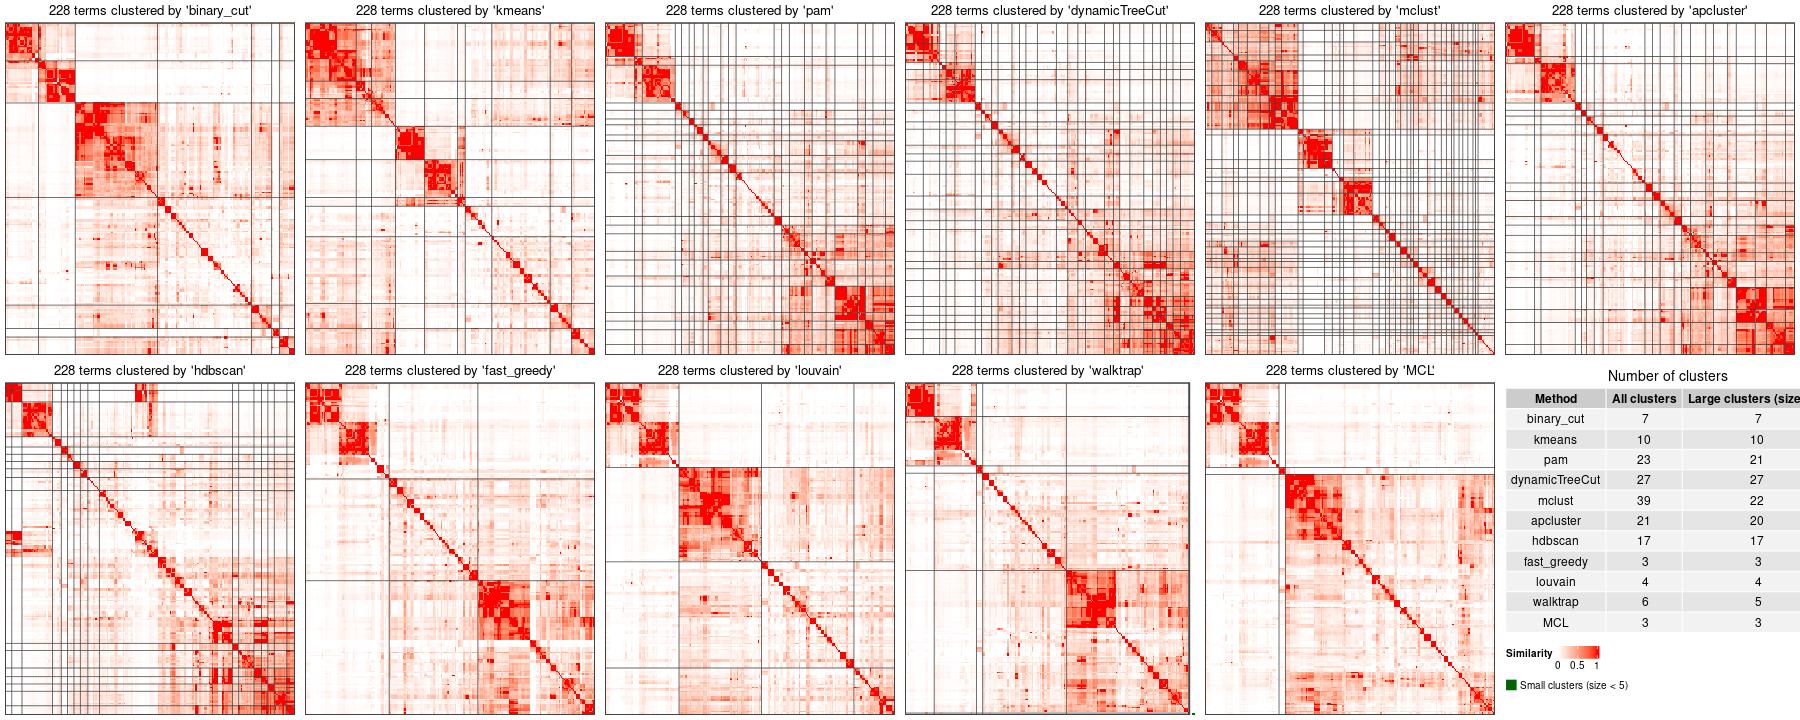 228 terms clustered by 'binary_cut'
228 terms clustered by 'kmeans'
228 terms clustered by 'pam'
228 terms clustered by 'dynamicTreeCut'
228 terms clustered by 'mclust'
228 terms clustered by 'apcluster'
228 terms clustered by 'hdbscan'
228 terms clustered by 'fast_greedy'
228 terms clustered by 'louvain'
228 terms clustered by 'walktrap'
228 terms clustered by 'MCL'
Number of clusters
Method All clusters Large clusters (size
binary_cut 7 7
kmeans 10 10
pam 23 21
dynamicTreeCut 27 27
mclust 39 22
apcluster 21 20
hdbscan 17 17
fast_greedy 3 3
louvain 4 4
walktrap 6 5
MCL 3 3
Similarity
0 0.5 1
Small clusters (size < 5)